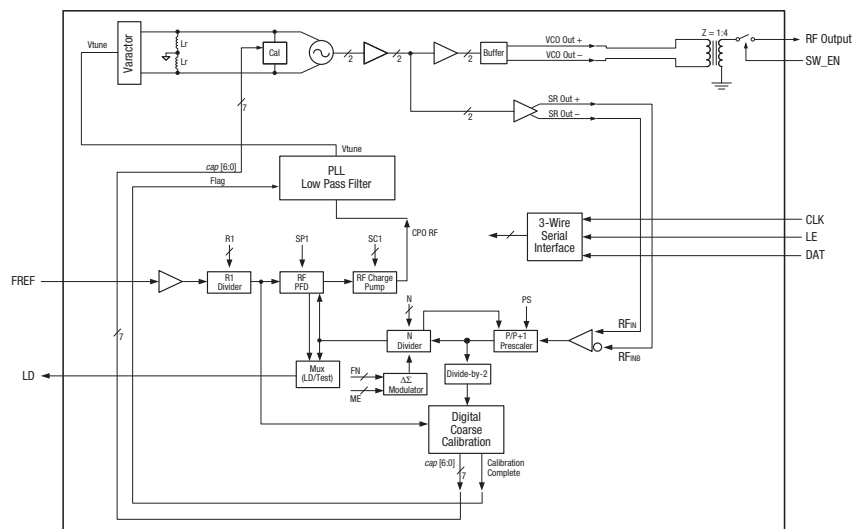 Vtune
Varactor
Lr
Lr
Cal
2
2
2
Buffer
VCO Out +
VCO Out –
Z = 1:4
RF Output
SW_EN
7
2
SR Out +
SR Out –
Vtune
cap [6:0]
Flag
PLL
Low Pass Filter
CPO RF
3-Wire
Serial
Interface
CLK
LE
DAT
R1
SP1
SC1
FREF
R1
Divider
RF
PFD
RF Charge
Pump
N
PS
7
N
Divider
P/P+1
Prescaler
RFIN
RFINB
LD
Mux
(LD/Test)
FN
ME
ΔΣ
Modulator
Divide-by-2
Digital
Coarse
Calibration
cap [6:0]
7
Calibration
Complete